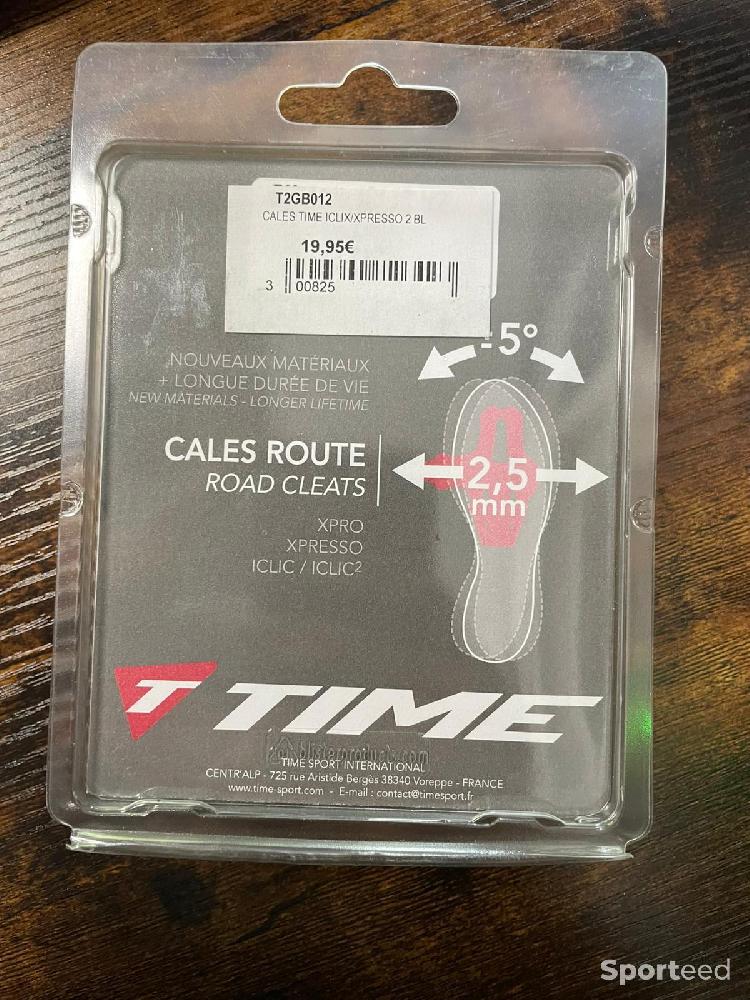 T2GB012
CALES TIME ICLIX/XPRESSO 2 BL
19,95€
3 00825
5°
NOUVEAUX MATÉRIAUX
+ LONGUE DURÉE DE VIE
NEW MATERIALS - LONGER LIFETIME
CALES ROUTE
ROAD CLEATS
2,5
mm
XPRO
XPRESSO
ICLIC / ICLIC²
T TIME
blisterproducts.com
TIME SPORT INTERNATIONAL
CENTR'ALP - 725 rue Aristide Bergès 38340 Voreppe - FRANCE
www.time-sport.com - E-mail : contact@timesport.fr
Sporteed